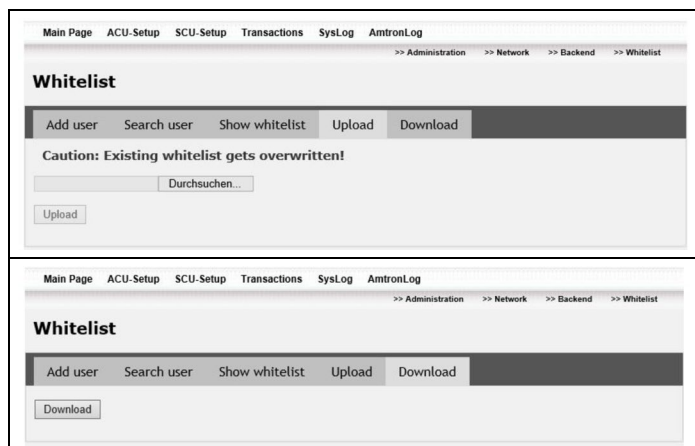 Main Page ACU-Setup SCU-Setup Transactions SysLog AmtronLog
>> Administration >> Network >> Backend >> Whitelist
Whitelist
Add user Search user Show whitelist Upload Download
Caution: Existing whitelist gets overwritten!
Durchsuchen...
Upload
Main Page ACU-Setup SCU-Setup Transactions SysLog AmtronLog
>> Administration >> Network >> Backend >> Whitelist
Whitelist
Add user Search user Show whitelist Upload Download
Download